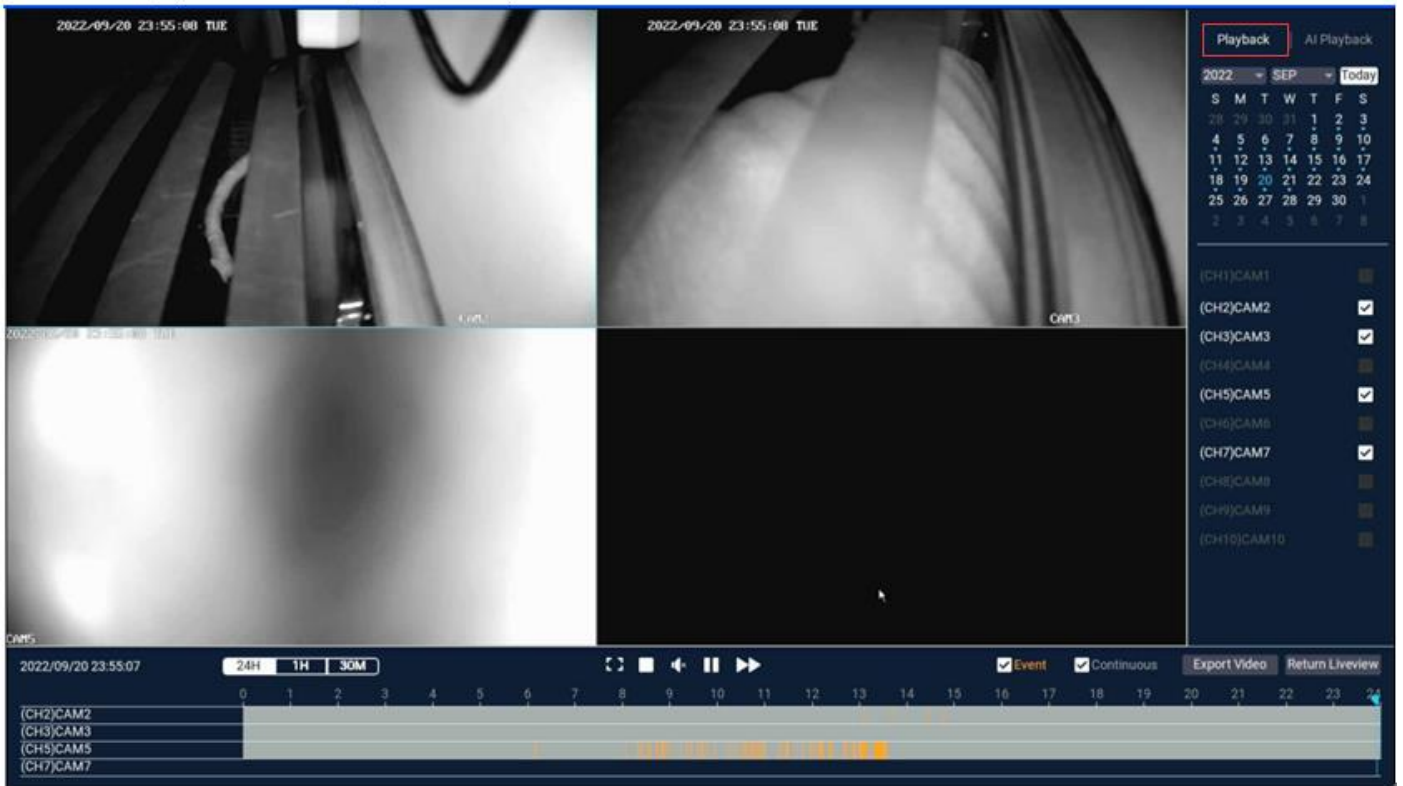 2022/09/20 23:55:08 TUE
2022/09/20 23:55:08 TUE
CAM3
CAM5
Playback AI Playback
2022 SEP Today
S M T W T F S
28 29 30 31 1 2 3
4 5 6 7 8 9 10
11 12 13 14 15 16 17
18 19 20 21 22 23 24
25 26 27 28 29 30 1
2 3 4 5 6 7 8
(CH1)CAM1
(CH2)CAM2
(CH3)CAM3
(CH4)CAM4
(CH5)CAM5
(CH6)CAM6
(CH7)CAM7
(CH8)CAM8
(CH9)CAM9
(CH10)CAM10
2022/09/20 23:55:07 24H 1H 30M Event Continuous Export Video Return Liveview
0 1 2 3 4 5 6 7 8 9 10 11 12 13 14 15 16 17 18 19 20 21 22 23 24
(CH2)CAM2
(CH3)CAM3
(CH5)CAM5
(CH7)CAM7